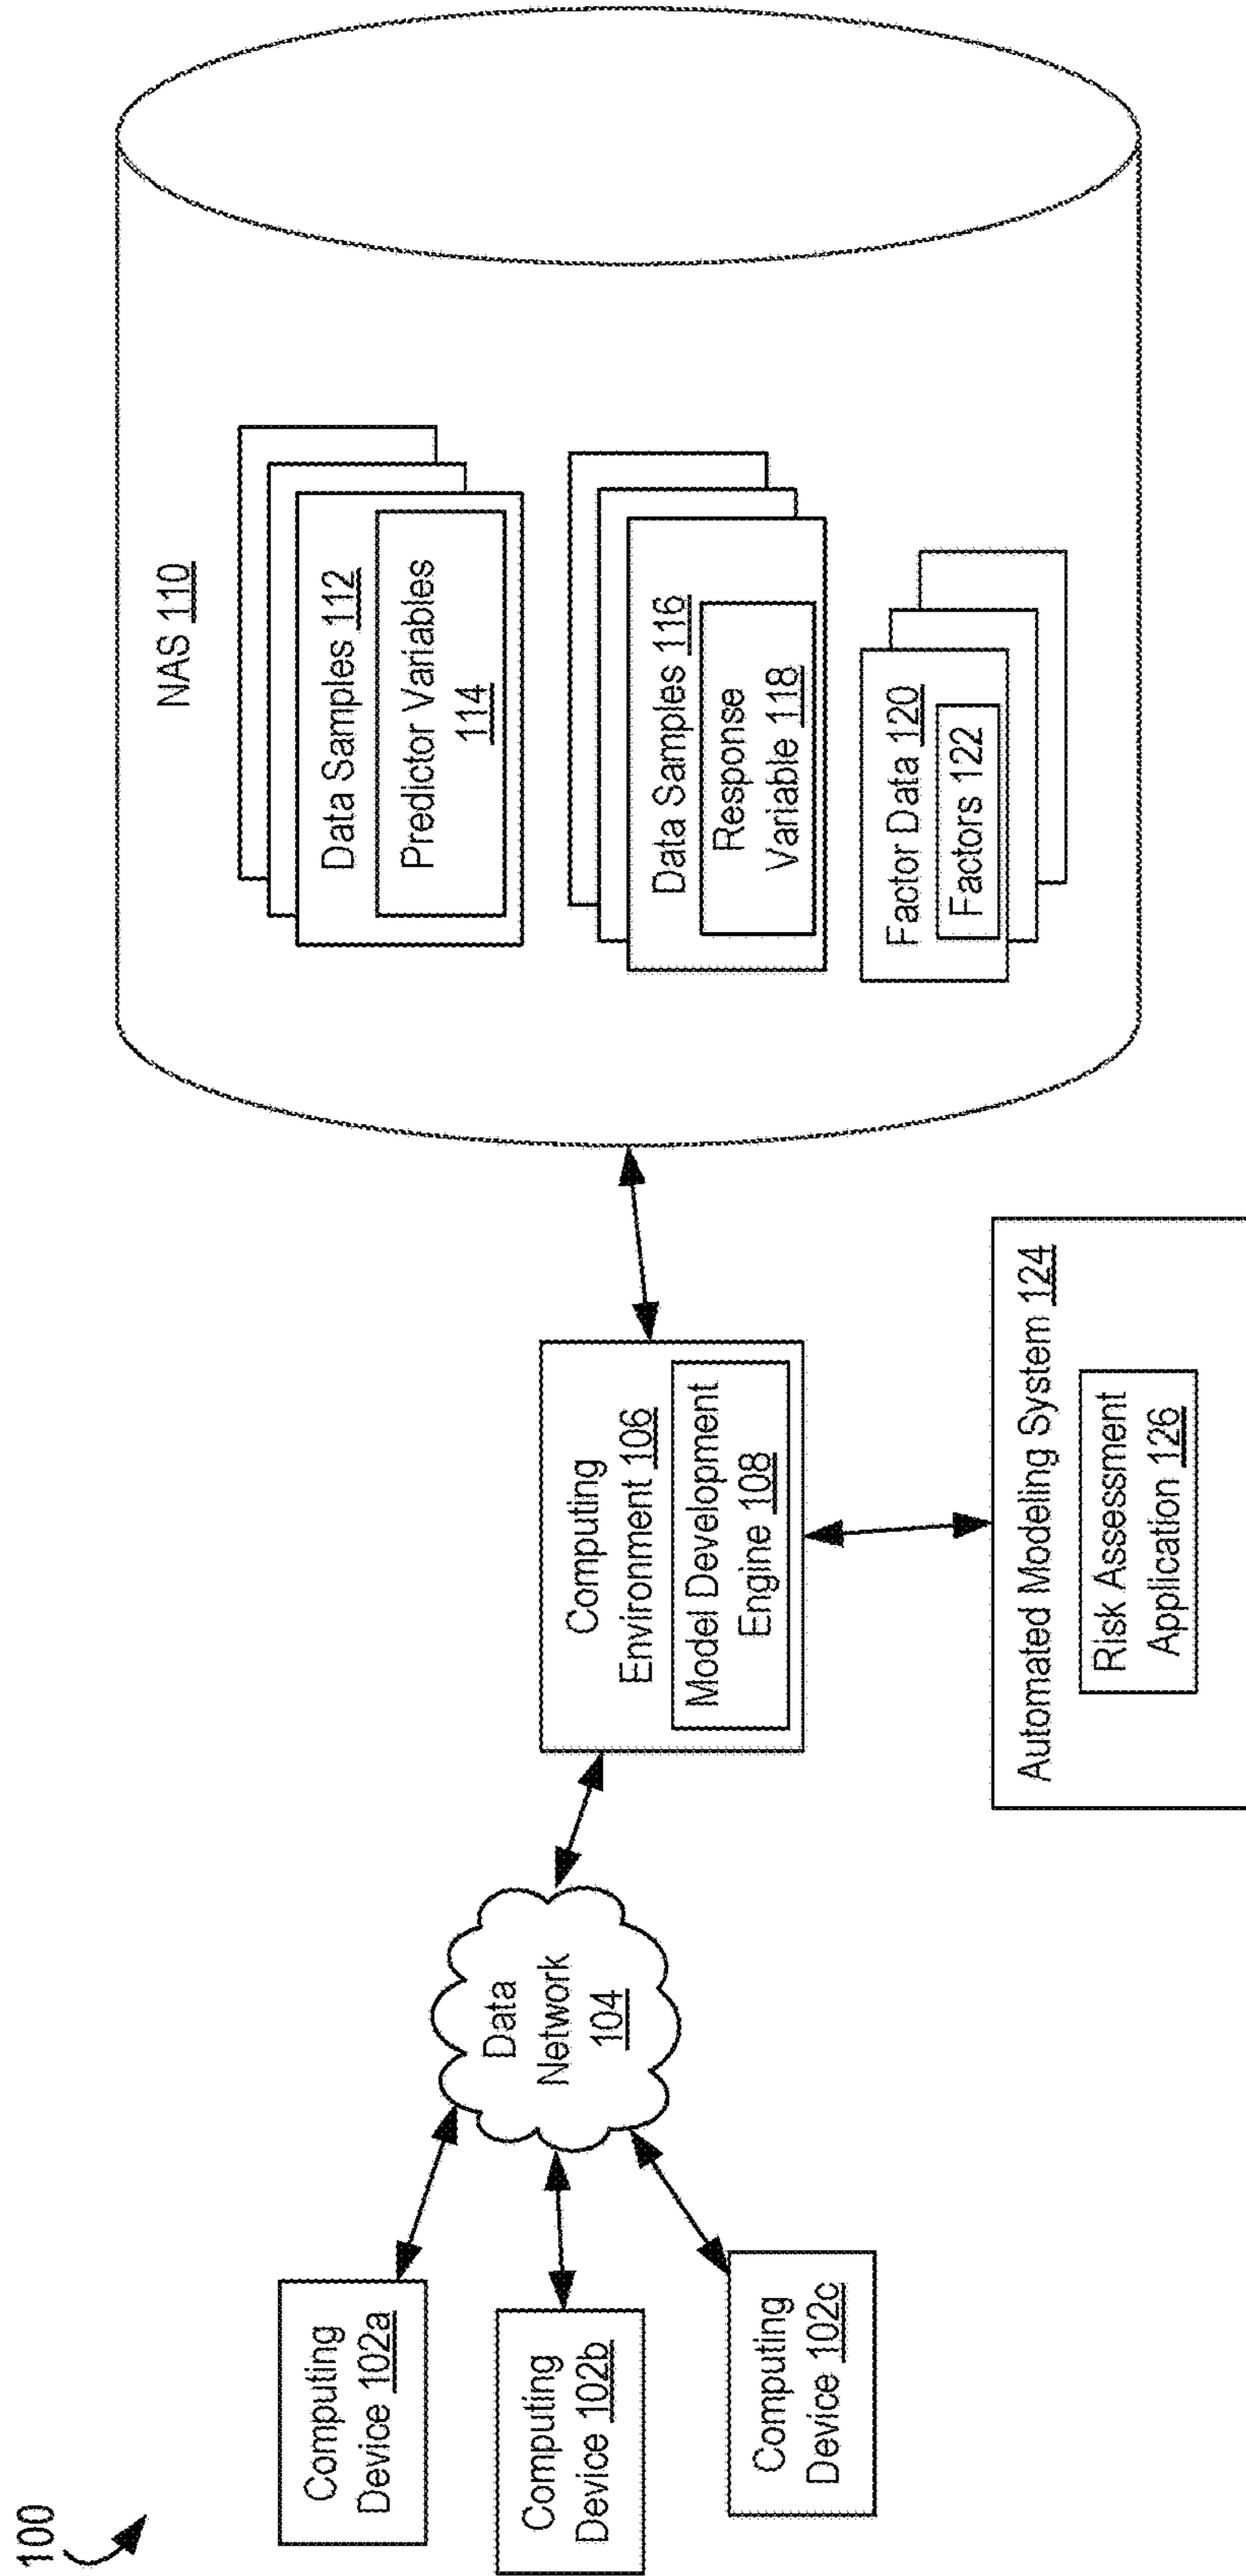 100
Computing
Device 102a
Computing
Device 102b
Computing
Device 102c
Data
Network
104
Computing
Environment 106
Model Development
Engine 108
Automated Modeling System 124
Risk Assessment
Application 126
NAS 110
Data Samples 112
Predictor Variables
114
Data Samples 116
Response
Variable 118
Factor Data 120
Factors 122